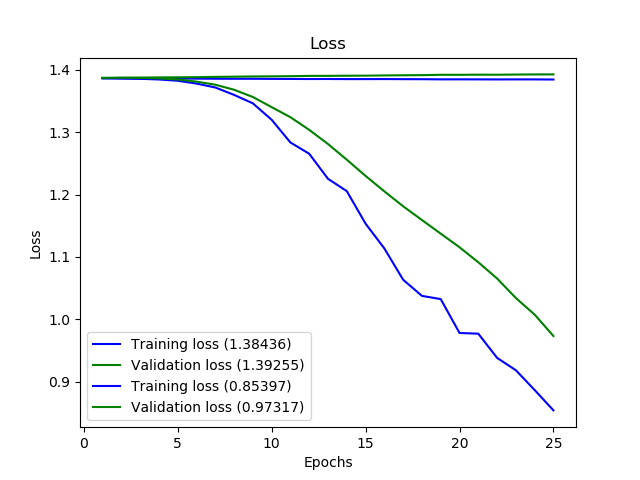 Loss
1.4
1.3
1.2
1.1
1.0
0.9
Loss
Training loss (1.38436)
Validation loss (1.39255)
Training loss (0.85397)
Validation loss (0.97317)
0 5 10 15 20 25
Epochs